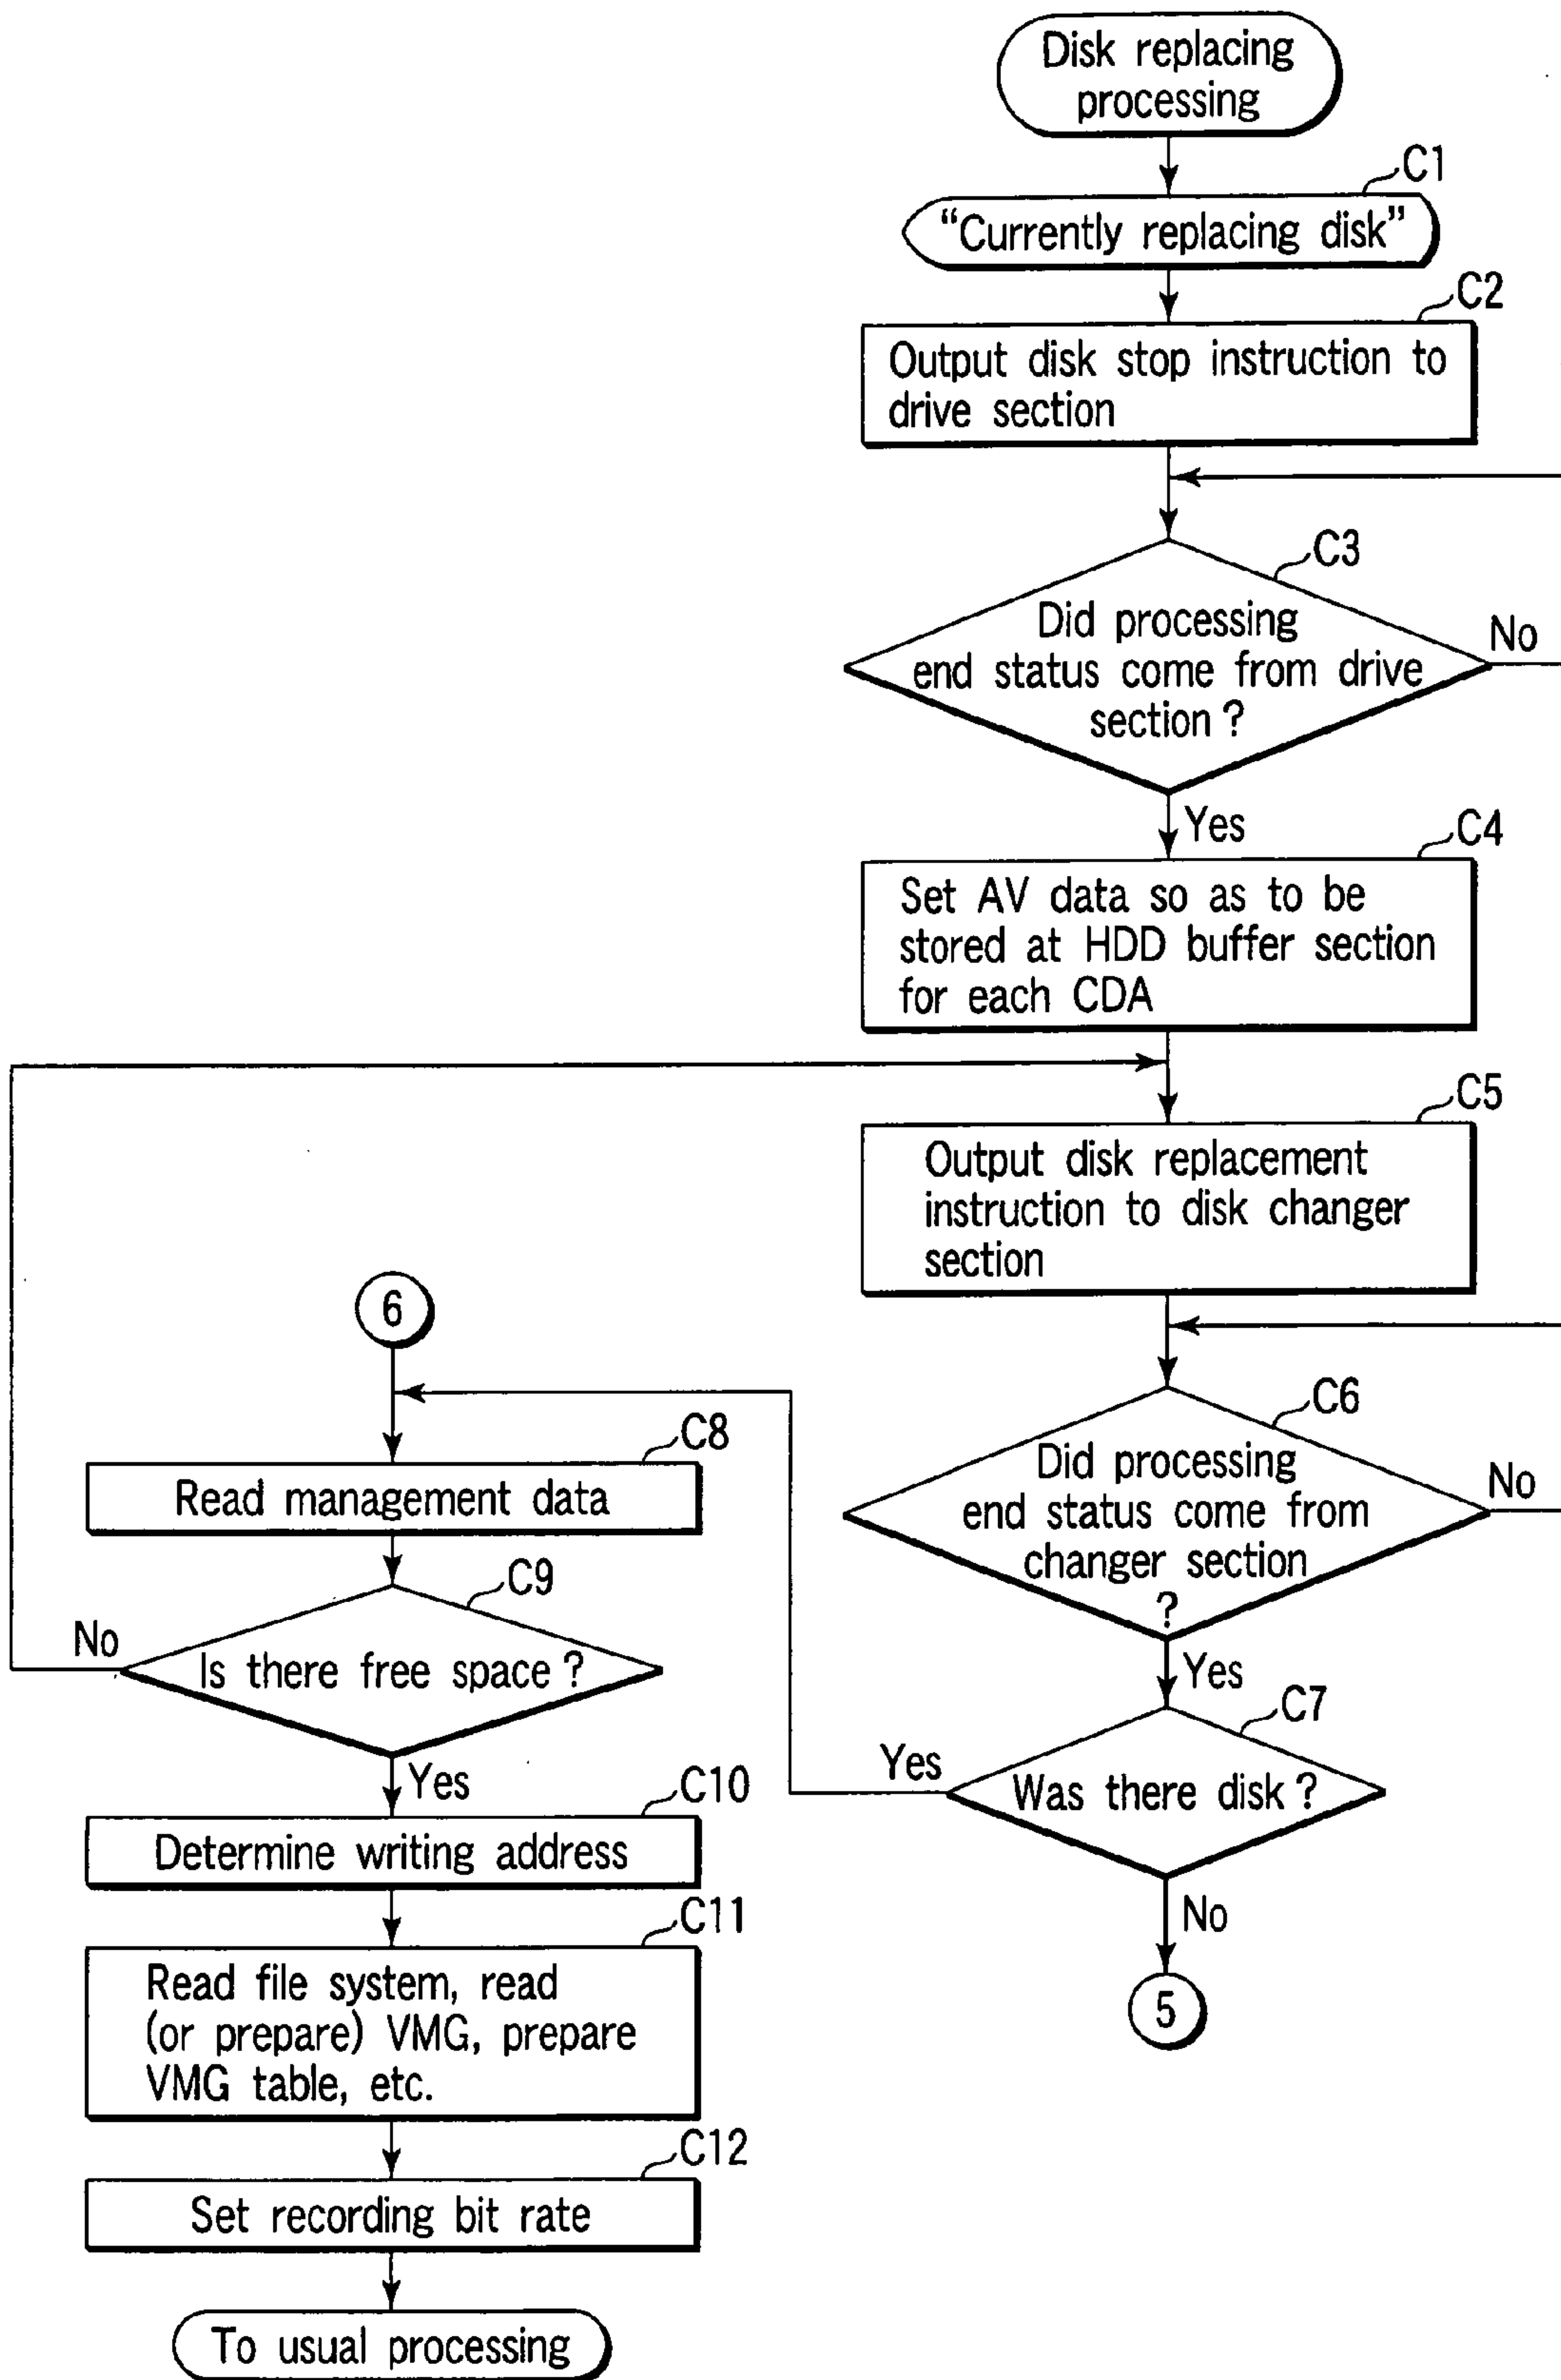 Disk replacing
processing
C1
“Currently replacing disk”
C2
Output disk stop instruction to
drive section
C3
Did processing
end status come from drive
section ?
No
Yes
C4
Set AV data so as to be
stored at HDD buffer section
for each CDA
C5
Output disk replacement
instruction to disk changer
section
C6
Did processing
end status come from
changer section
?
No
Yes
C7
Was there disk ?
Yes
No
5
6
C8
Read management data
C9
Is there free space ?
No
Yes
C10
Determine writing address
C11
Read file system, read
(or prepare) VMG, prepare
VMG table, etc.
C12
Set recording bit rate
To usual processing